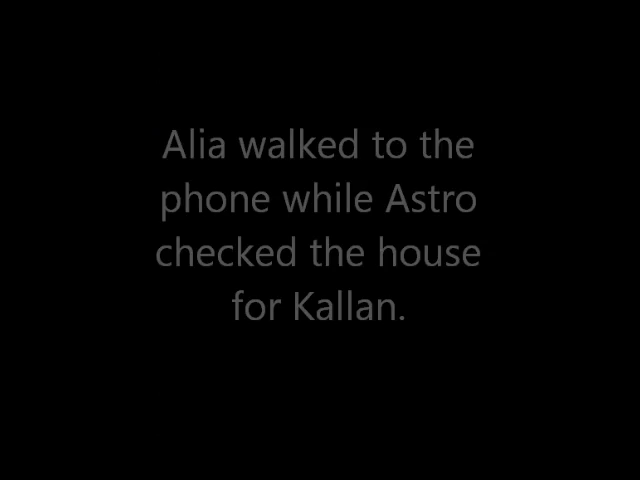 Alia walked to the
phone while Astro
checked the house
for Kallan.